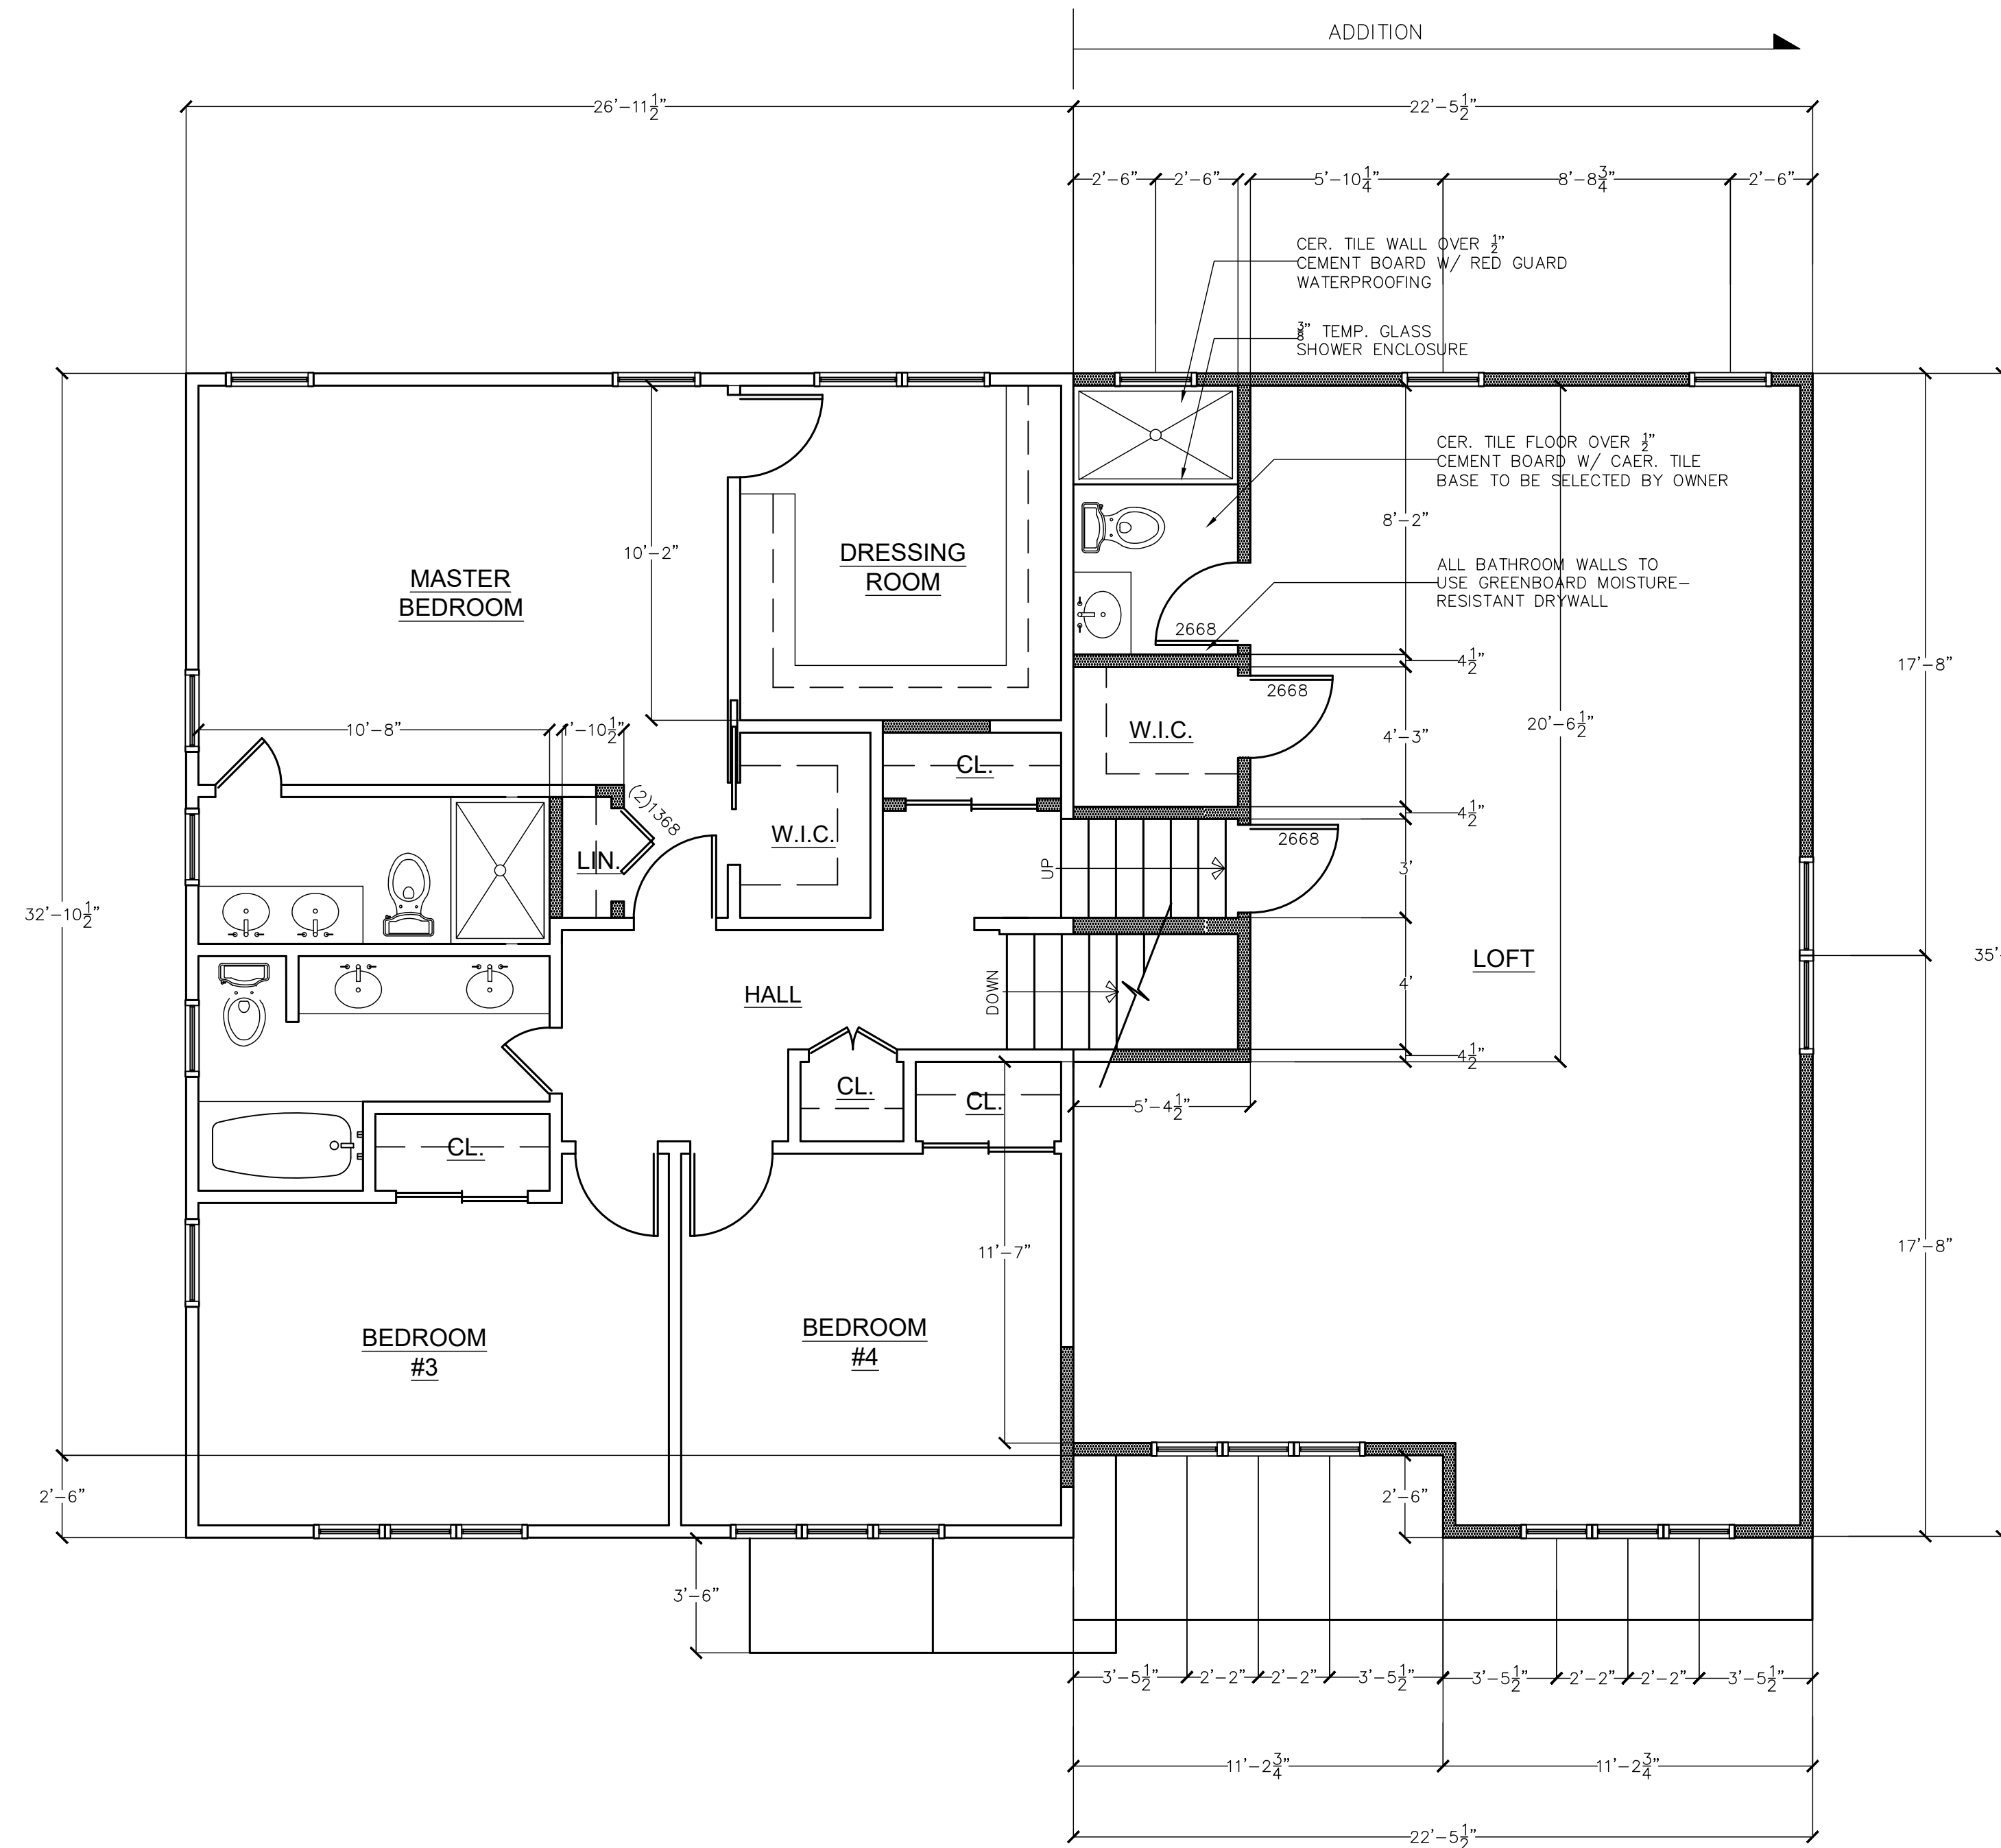 ADDITION
26'-11 1/2"
22'-5 1/2"
2'-6"
2'-6"
5'-10 1/4"
8'-8 3/4"
2'-6"
CER. TILE WALL OVER 1/2"
CEMENT BOARD W/ RED GUARD
WATERPROOFING
3/8" TEMP. GLASS
SHOWER ENCLOSURE
CER. TILE FLOOR OVER 1/2"
CEMENT BOARD W/ CAER. TILE
BASE TO BE SELECTED BY OWNER
8'-2"
10'-2"
DRESSING
ROOM
MASTER
BEDROOM
ALL BATHROOM WALLS TO
USE GREENBOARD MOISTURE-
RESISTANT DRYWALL
2668
4 1/2"
17'-8"
2668
10'-8"
1'-10 1/2"
W.I.C.
4'-3"
20'-6 1/2"
CL.
(2)1368
W.I.C.
4 1/2"
2668
LIN.
UP
3'
32'-10 1/2"
LOFT
35'-
HALL
DOWN
4'
4 1/2"
CL.
CL.
5'-4 1/2"
CL.
11'-7"
17'-8"
BEDROOM
#3
BEDROOM
#4
2'-6"
2'-6"
3'-6"
3'-5 1/2"
2'-2"
2'-2"
3'-5 1/2"
3'-5 1/2"
2'-2"
2'-2"
3'-5 1/2"
11'-2 3/4"
11'-2 3/4"
22'-5 1/2"